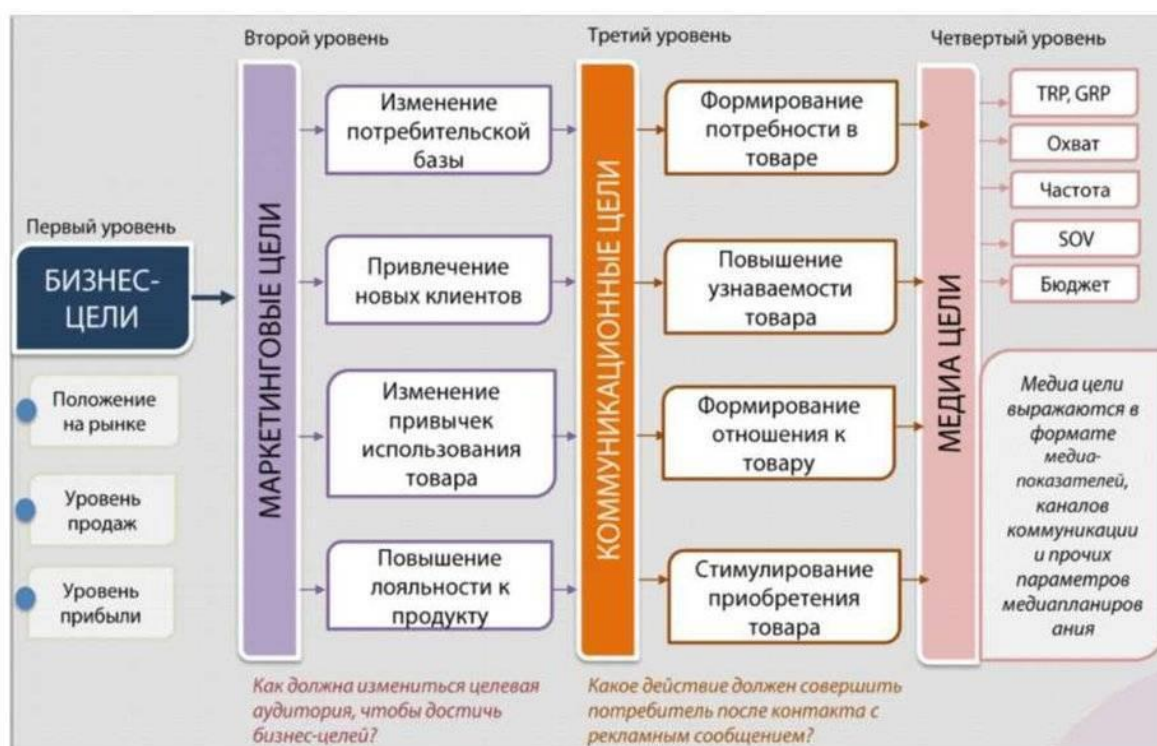 Второй уровень
Третий уровень
Четвертый уровень
Первый уровень
БИЗНЕС-
ЦЕЛИ
Положение
на рынке
Уровень
продаж
Уровень
прибыли
МАРКЕТИНГОВЫЕ ЦЕЛИ
Изменение
потребительской
базы
Привлечение
новых клиентов
Изменение
привычек
использования
товара
Повышение
лояльности к
продукту
Как должна измениться целевая
аудитория, чтобы достичь
бизнес-целей?
КОММУНИКАЦИОННЫЕ ЦЕЛИ
Формирование
потребности в
товаре
Повышение
узнаваемости
товара
Формирование
отношения к
товару
Стимулирование
приобретения
товара
Какое действие должен совершить
потребитель после контакта с
рекламным сообщением?
МЕДИА ЦЕЛИ
TRP, GRP
Охват
Частота
SOV
Бюджет
Медиа цели
выражаются в
формате
медиа-
показателей,
каналов
коммуникации
и прочих
параметров
медиапланиров
ания